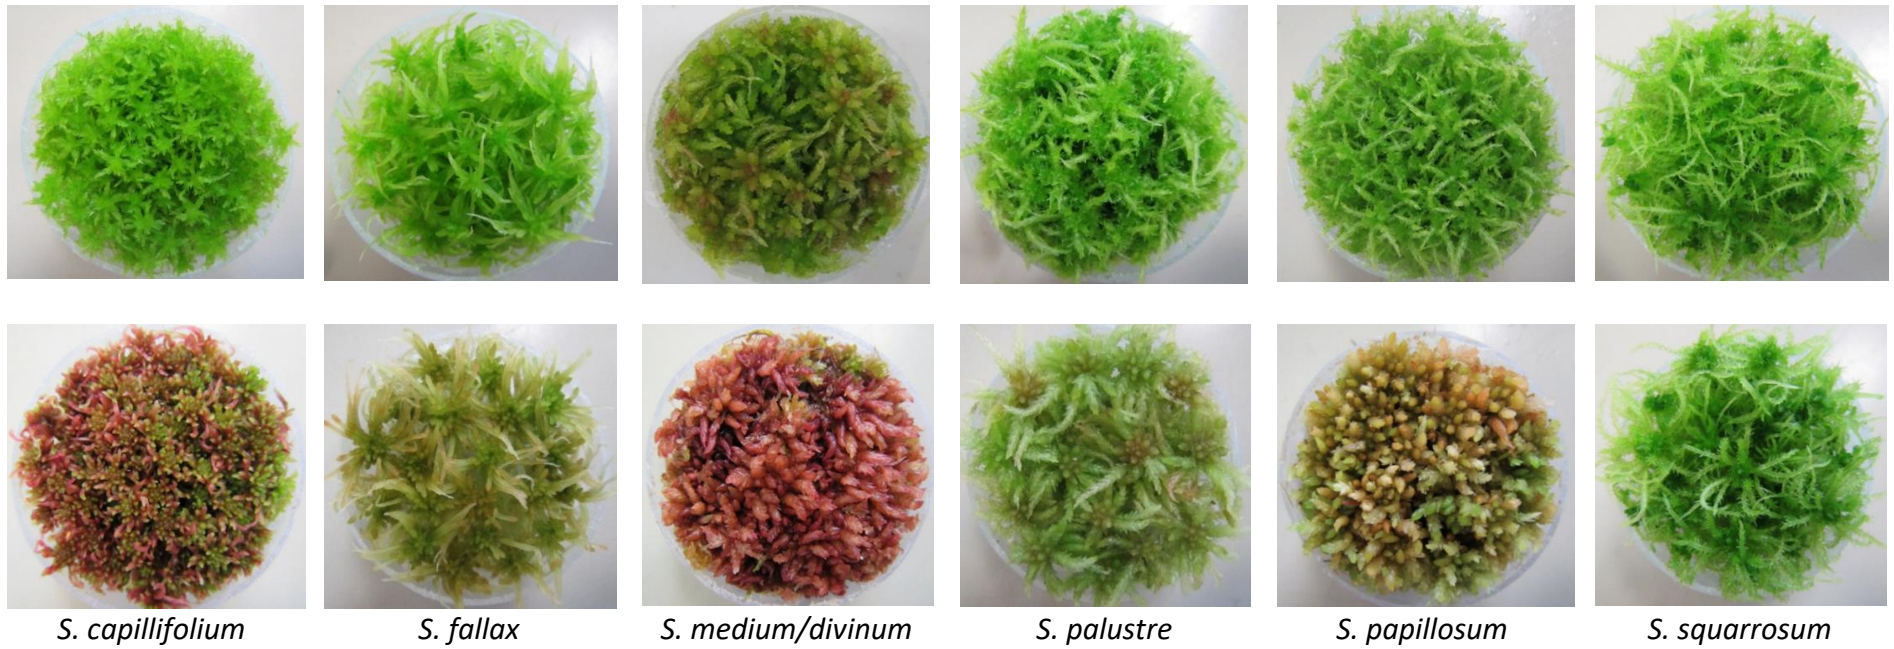 S. capillifolium
S. fallax
S. medium/divinum
S. palustre
S. papillosum
S. squarrosum